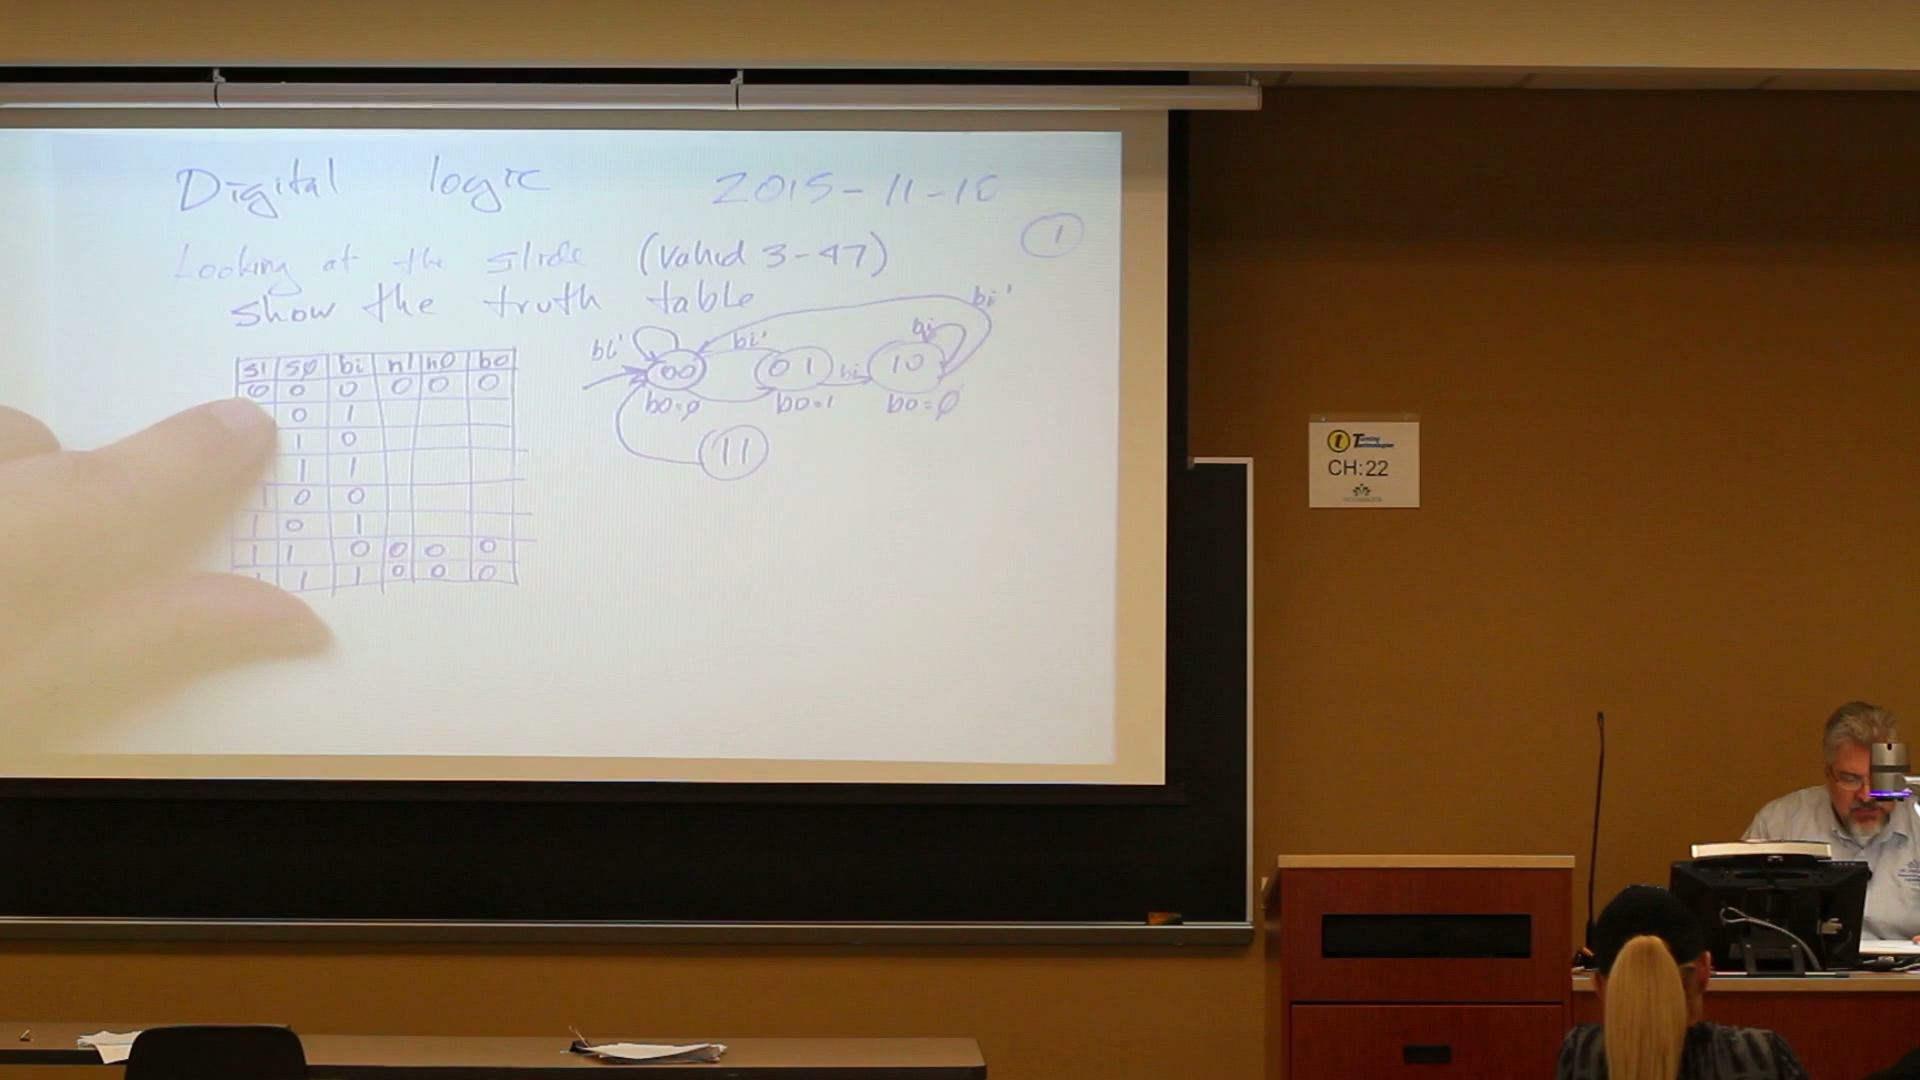 Digital logic 2015-11-10
1
Looking at the slide (Vahid 3-47)
show the truth table
s1 s0 bi n1 n0 bo
0 0 0 0 0 0
0 1
1 0
1 1
1 0 0
1 0 1
1 1 0 0 0 0
1 1 1 0 0 0
bi'
bi' bi' bi
00 01 bi 10
bo=0 bo=1 bo=0
11
Turning Technologies
CH:22